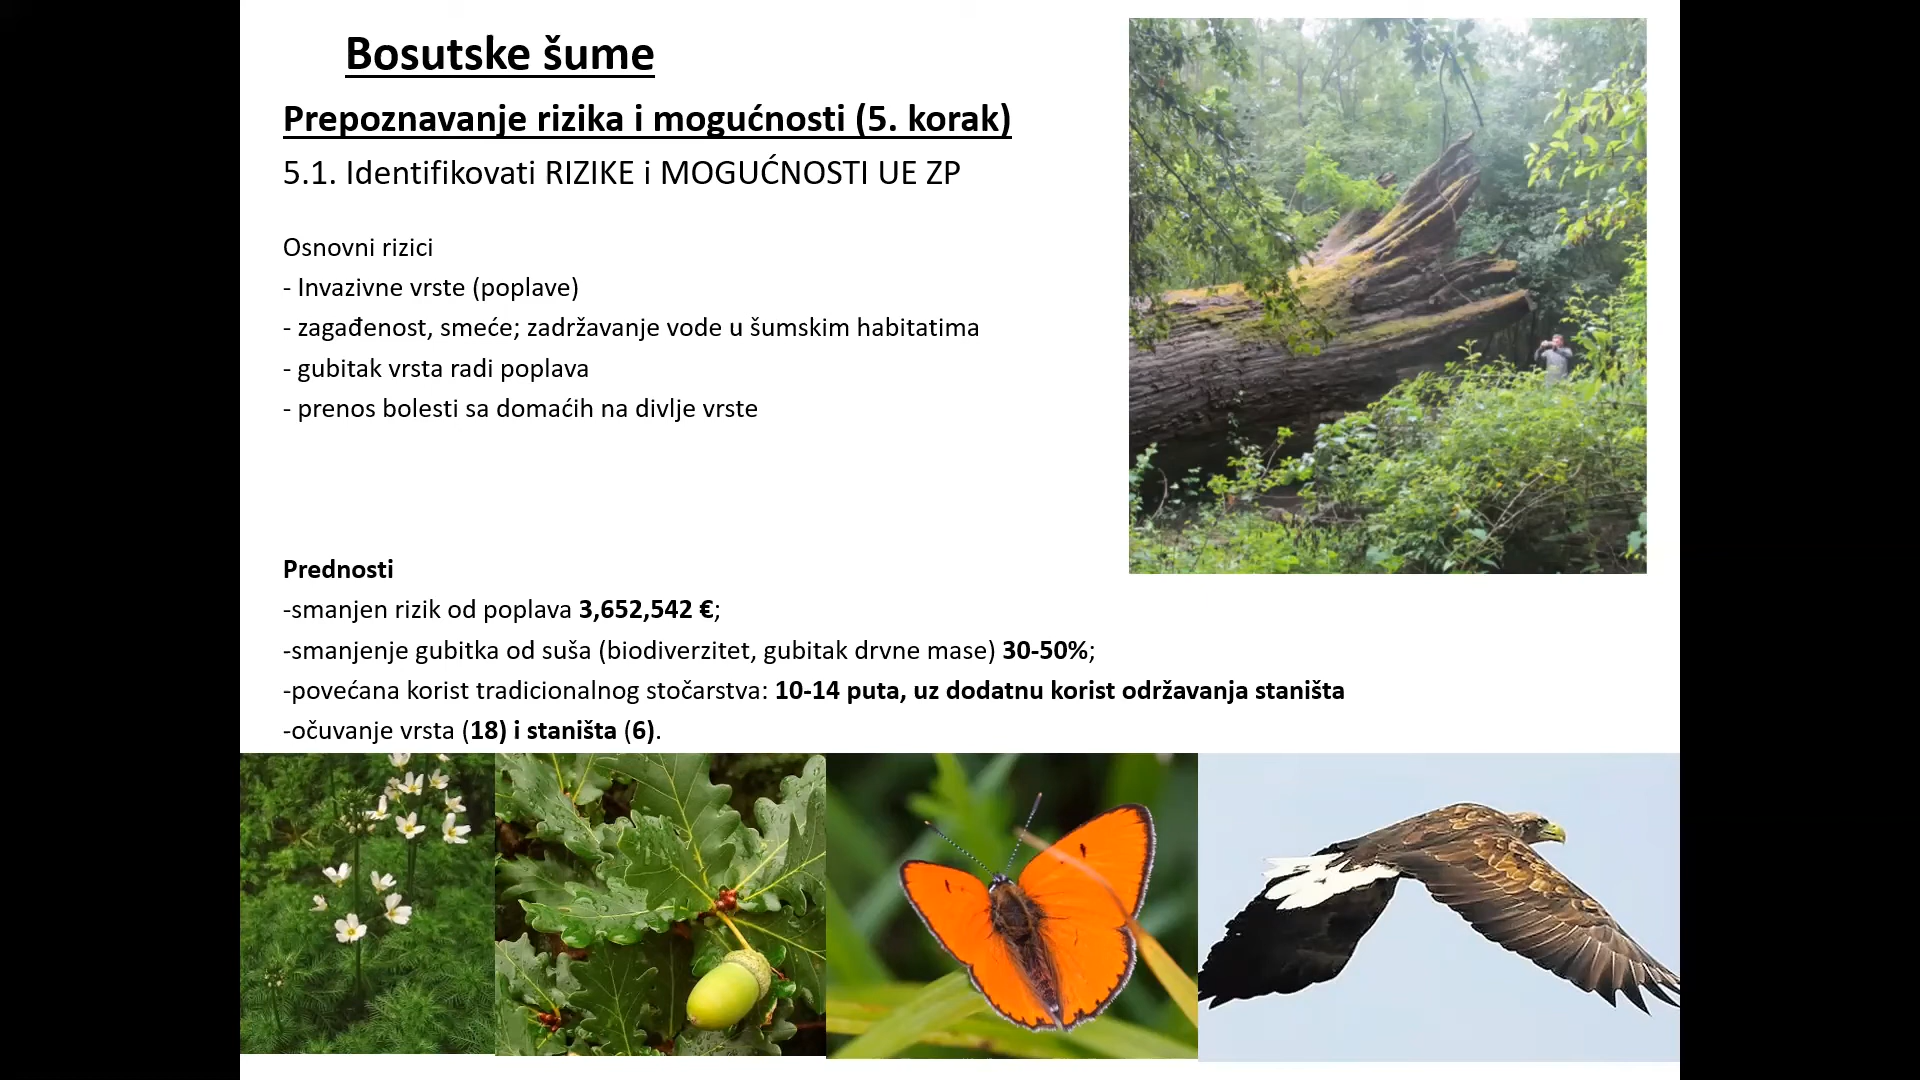 Bosutske šume
Prepoznavanje rizika i mogućnosti (5. korak)
5.1. Identifikovati RIZIKE i MOGUĆNOSTI UE ZP
Osnovni rizici
- Invazivne vrste (poplave)
- zagađenost, smeće; zadržavanje vode u šumskim habitatima
- gubitak vrsta radi poplava
- prenos bolesti sa domaćih na divlje vrste
Prednosti
-smanjen rizik od poplava 3,652,542 €;
-smanjenje gubitka od suša (biodiverzitet, gubitak drvne mase) 30-50%;
-povećana korist tradicionalnog stočarstva: 10-14 puta, uz dodatnu korist održavanja staništa
-očuvanje vrsta (18) i staništa (6).